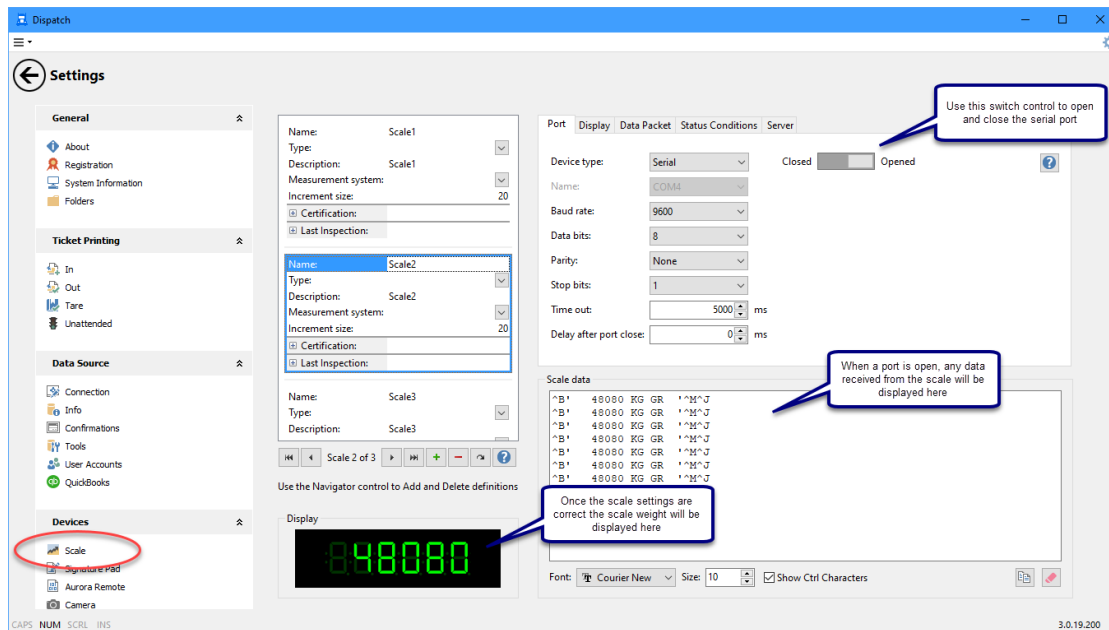 Dispatch
Settings
General
About
Registration
System Information
Folders
Ticket Printing
In
Out
Tare
Unattended
Data Source
Connection
Info
Confirmations
Tools
User Accounts
QuickBooks
Devices
Scale
Signature Pad
Aurora Remote
Camera
Name: Scale1
Type:
Description: Scale1
Measurement system:
Increment size: 20
Certification:
Last Inspection:
Name: Scale2
Type:
Description: Scale2
Measurement system:
Increment size: 20
Certification:
Last Inspection:
Name: Scale3
Type:
Description: Scale3
Scale 2 of 3
Use the Navigator control to Add and Delete definitions
Display
48080
Once the scale settings are
correct the scale weight will be
displayed here
Port Display Data Packet Status Conditions Server
Use this switch control to open
and close the serial port
Device type: Serial Closed Opened
Name: COM4
Baud rate: 9600
Data bits: 8
Parity: None
Stop bits: 1
Time out: 5000 ms
Delay after port close: 0 ms
When a port is open, any data
received from the scale will be
displayed here
Scale data
^B' 48080 KG GR '^M^J
^B' 48080 KG GR '^M^J
^B' 48080 KG GR '^M^J
^B' 48080 KG GR '^M^J
^B' 48080 KG GR '^M^J
^B' 48080 KG GR '^M^J
^B' 48080 KG GR '^M^J
Font: Courier New Size: 10 Show Ctrl Characters
CAPS NUM SCRL INS
3.0.19.200